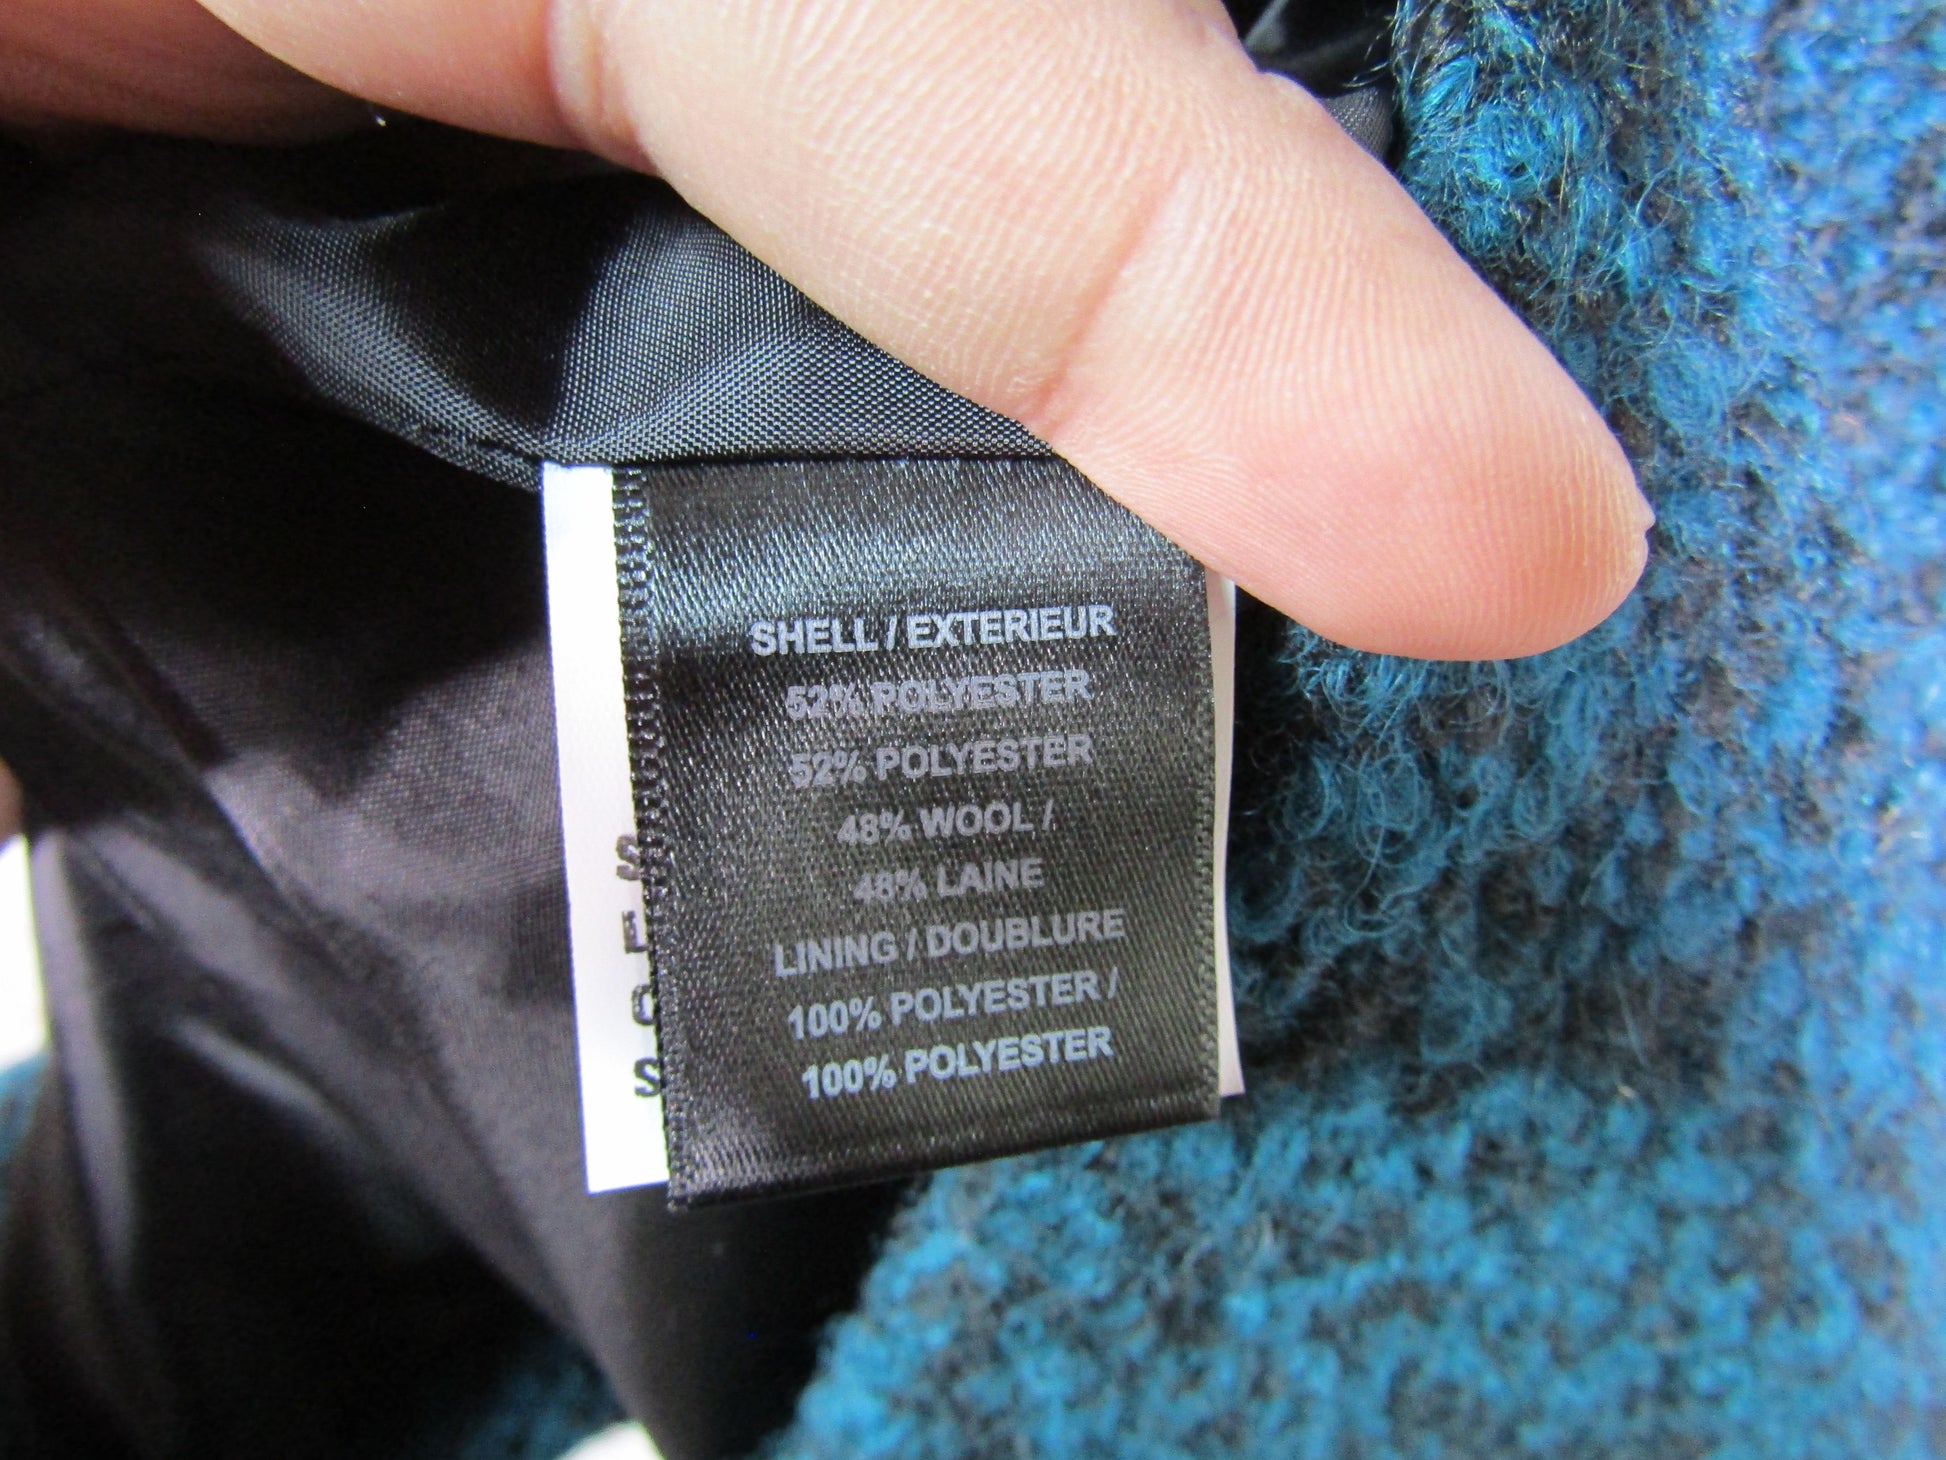 SHELL / EXTERIEUR
52% POLYESTER
52% POLYESTER
48% WOOL /
48% LAINE
LINING / DOUBLURE
100% POLYESTER /
100% POLYESTER